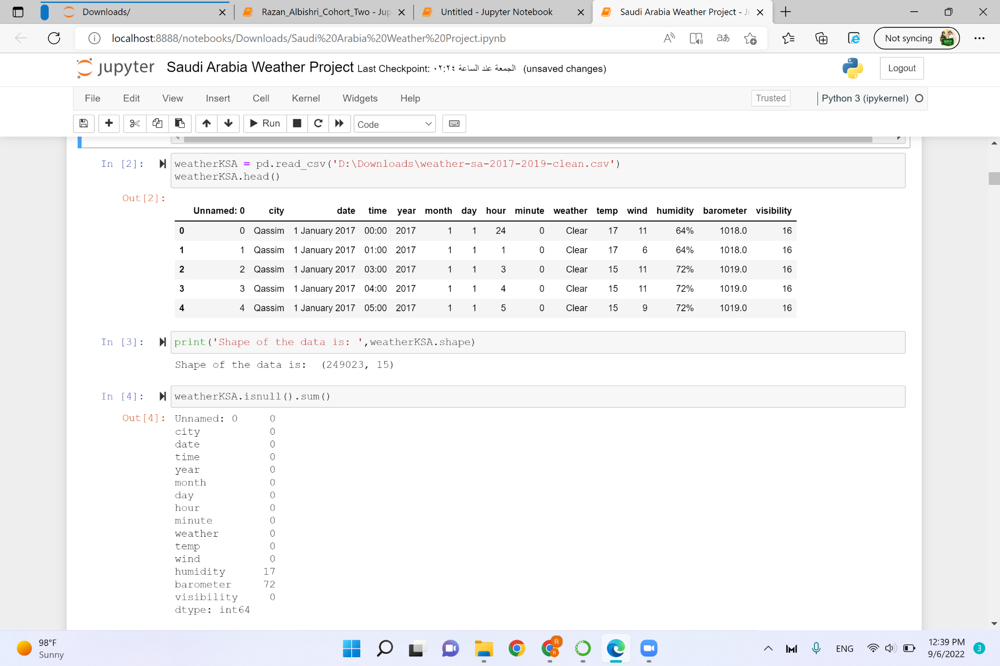 Downloads/
Razan_Albishri_Cohort_Two - Jup
Untitled - Jupyter Notebook
Saudi Arabia Weather Project - Ju
localhost:8888/notebooks/Downloads/Saudi%20Arabia%20Weather%20Project.ipynb
Not syncing
jupyter Saudi Arabia Weather Project Last Checkpoint: الجمعة عند الساعة ٠٢:٢٤ (unsaved changes)
Logout
File Edit View Insert Cell Kernel Widgets Help Trusted Python 3 (ipykernel)
Run Code
In [2]: weatherKSA = pd.read_csv('D:\Downloads\weather-sa-2017-2019-clean.csv')
weatherKSA.head()
Out[2]:
Unnamed: 0 city date time year month day hour minute weather temp wind humidity barometer visibility
0 0 Qassim 1 January 2017 00:00 2017 1 1 24 0 Clear 17 11 64% 1018.0 16
1 1 Qassim 1 January 2017 01:00 2017 1 1 1 0 Clear 17 6 64% 1018.0 16
2 2 Qassim 1 January 2017 03:00 2017 1 1 3 0 Clear 15 11 72% 1019.0 16
3 3 Qassim 1 January 2017 04:00 2017 1 1 4 0 Clear 15 11 72% 1019.0 16
4 4 Qassim 1 January 2017 05:00 2017 1 1 5 0 Clear 15 9 72% 1019.0 16
In [3]: print('Shape of the data is: ',weatherKSA.shape)
Shape of the data is:  (249023, 15)
In [4]: weatherKSA.isnull().sum()
Out[4]: Unnamed: 0 0
city 0
date 0
time 0
year 0
month 0
day 0
hour 0
minute 0
weather 0
temp 0
wind 0
humidity 17
barometer 72
visibility 0
dtype: int64
98°F
Sunny
R
R
ENG
12:39 PM
9/6/2022
3